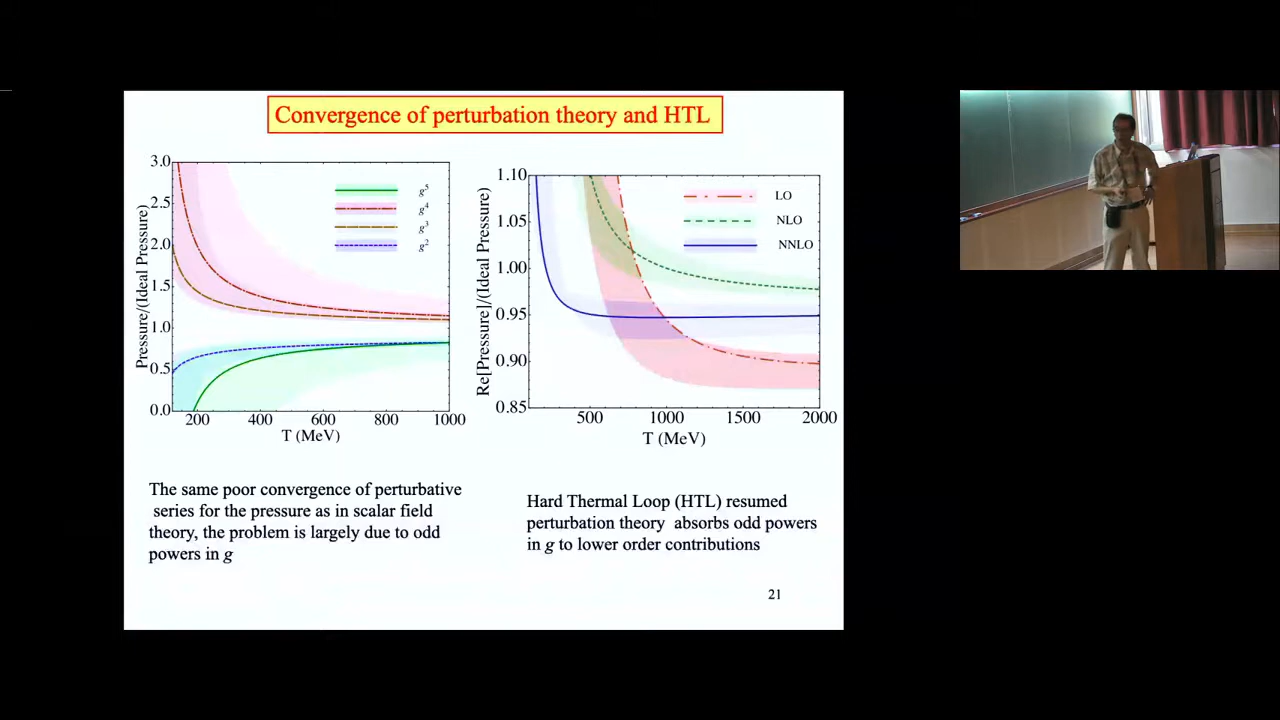 Convergence of perturbation theory and HTL
3.0
2.5
2.0
1.5
1.0
0.5
0.0
Pressure/(Ideal Pressure)
g⁵
g⁴
g³
g²
200 400 600 800 1000
T (MeV)
1.10
1.05
1.00
0.95
0.90
0.85
Re[Pressure]/(Ideal Pressure)
LO
NLO
NNLO
500 1000 1500 2000
T (MeV)
The same poor convergence of perturbative
series for the pressure as in scalar field
theory, the problem is largely due to odd
powers in g
Hard Thermal Loop (HTL) resumed
perturbation theory absorbs odd powers
in g to lower order contributions
21